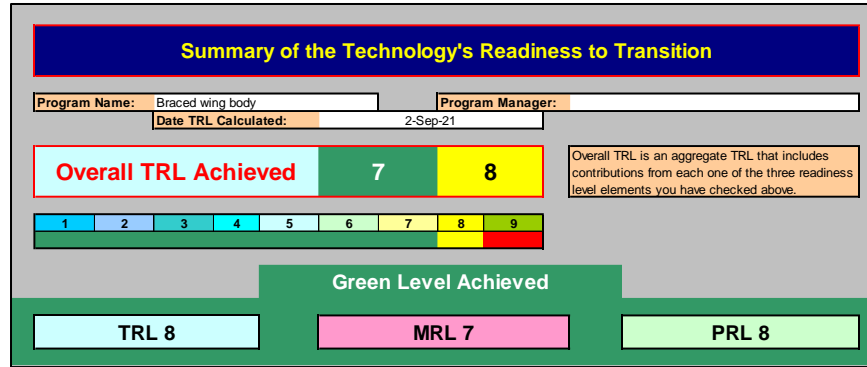 Summary of the Technology's Readiness to Transition
Program Name: Braced wing body Program Manager:
Date TRL Calculated: 2-Sep-21
Overall TRL Achieved 7 8
Overall TRL is an aggregate TRL that includes
contributions from each one of the three readiness
level elements you have checked above.
1 2 3 4 5 6 7 8 9
Green Level Achieved
TRL 8 MRL 7 PRL 8